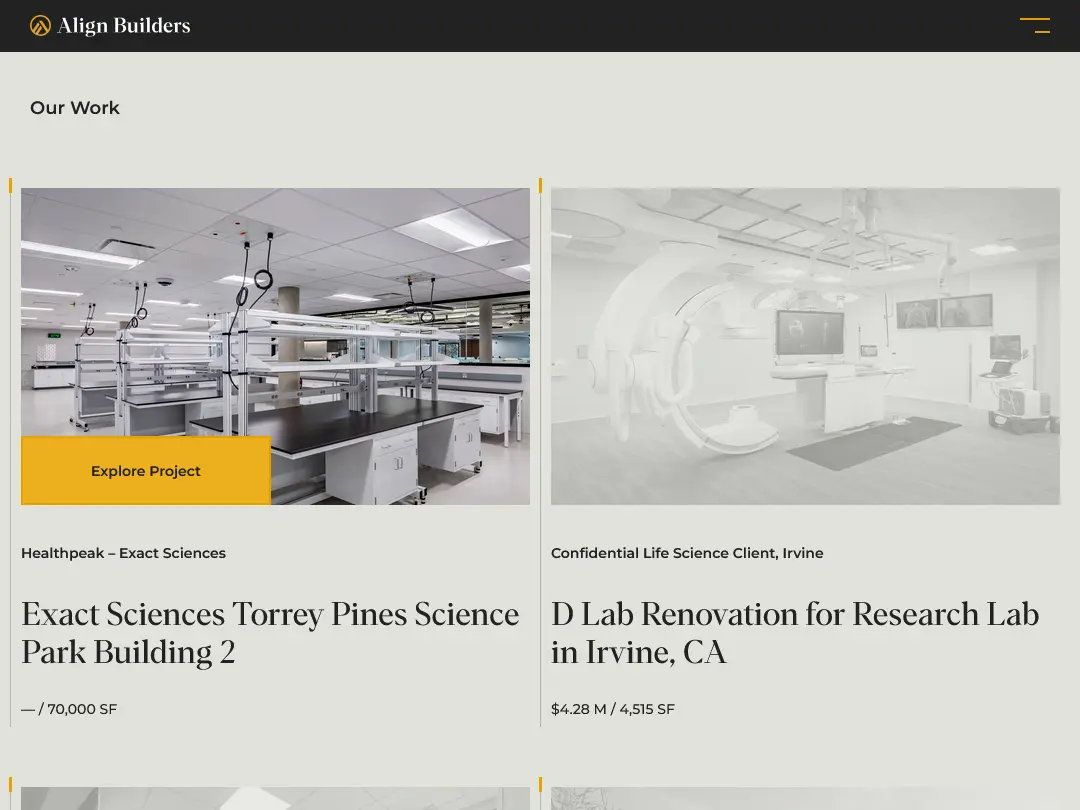 Align Builders
Our Work
Explore Project
Healthpeak – Exact Sciences
Exact Sciences Torrey Pines Science
Park Building 2
— / 70,000 SF
Confidential Life Science Client, Irvine
D Lab Renovation for Research Lab
in Irvine, CA
$4.28 M / 4,515 SF